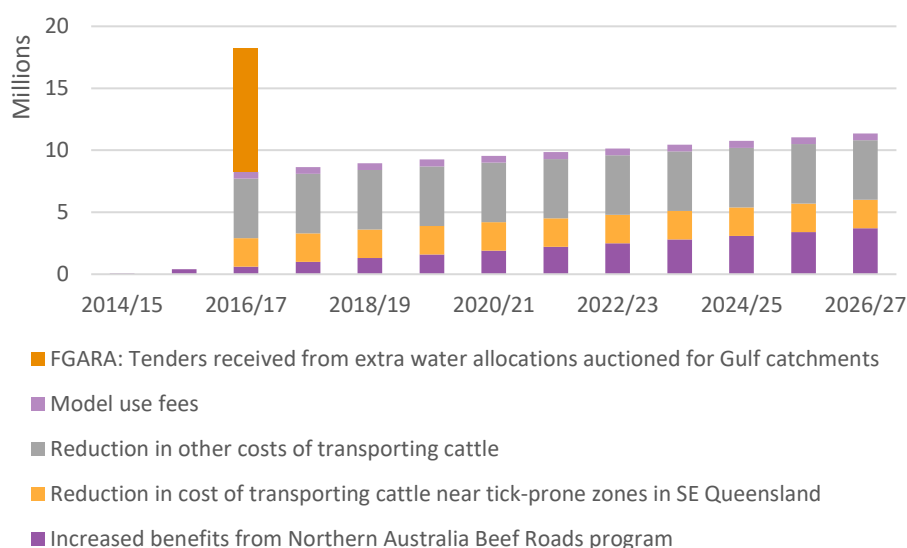 Millions
20
15
10
5
0
2014/15 2016/17 2018/19 2020/21 2022/23 2024/25 2026/27
FGARA: Tenders received from extra water allocations auctioned for Gulf catchments
Model use fees
Reduction in other costs of transporting cattle
Reduction in cost of transporting cattle near tick-prone zones in SE Queensland
Increased benefits from Northern Australia Beef Roads program